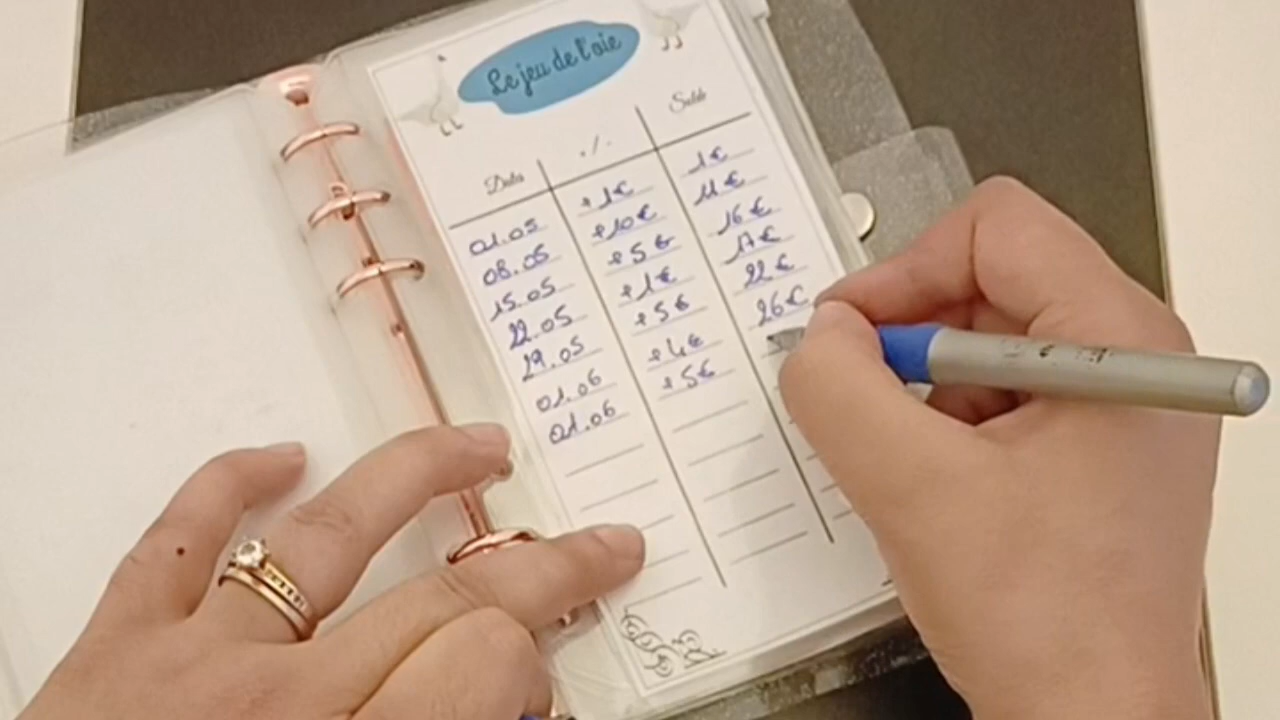 Le jeu de l'oie
Date +/- Solde
01.05 +1€ 1€
08.05 +10€ 11€
15.05 +5€ 16€
22.05 +1€ 17€
29.05 +5€ 22€
01.06 +4€ 26€
01.06 +5€